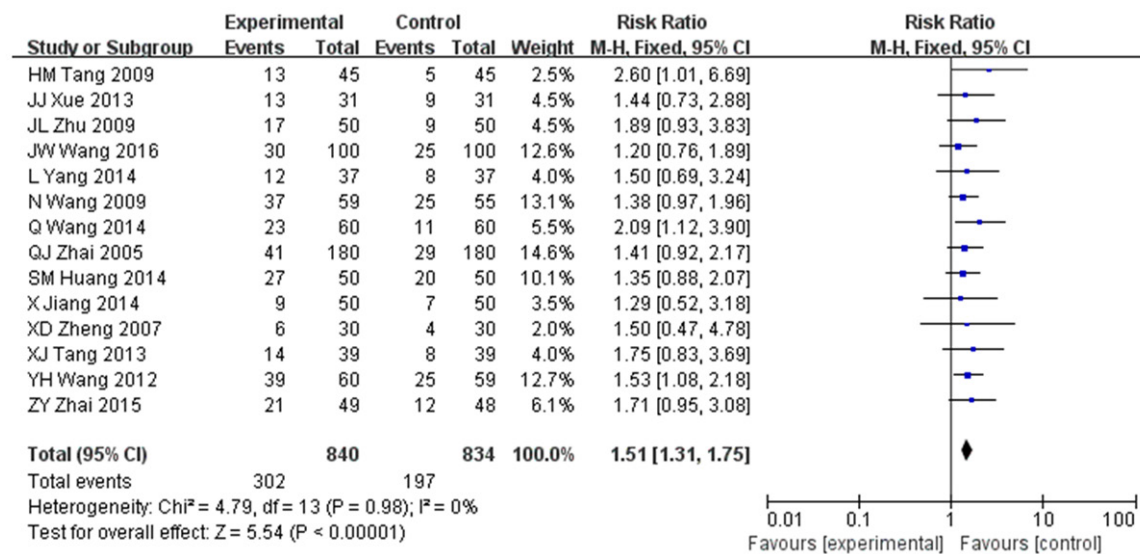 Experimental Control Risk Ratio Risk Ratio
Study or Subgroup Events Total Events Total Weight M-H, Fixed, 95% CI M-H, Fixed, 95% CI
HM Tang 2009 13 45 5 45 2.5% 2.60 [1.01, 6.69]
JJ Xue 2013 13 31 9 31 4.5% 1.44 [0.73, 2.88]
JL Zhu 2009 17 50 9 50 4.5% 1.89 [0.93, 3.83]
JW Wang 2016 30 100 25 100 12.6% 1.20 [0.76, 1.89]
L Yang 2014 12 37 8 37 4.0% 1.50 [0.69, 3.24]
N Wang 2009 37 59 25 55 13.1% 1.38 [0.97, 1.96]
Q Wang 2014 23 60 11 60 5.5% 2.09 [1.12, 3.90]
QJ Zhai 2005 41 180 29 180 14.6% 1.41 [0.92, 2.17]
SM Huang 2014 27 50 20 50 10.1% 1.35 [0.88, 2.07]
X Jiang 2014 9 50 7 50 3.5% 1.29 [0.52, 3.18]
XD Zheng 2007 6 30 4 30 2.0% 1.50 [0.47, 4.78]
XJ Tang 2013 14 39 8 39 4.0% 1.75 [0.83, 3.69]
YH Wang 2012 39 60 25 59 12.7% 1.53 [1.08, 2.18]
ZY Zhai 2015 21 49 12 48 6.1% 1.71 [0.95, 3.08]
Total (95% CI) 840 834 100.0% 1.51 [1.31, 1.75]
Total events 302 197
Heterogeneity: Chi² = 4.79, df = 13 (P = 0.98); I² = 0%
Test for overall effect: Z = 5.54 (P < 0.00001)
0.01 0.1 1 10 100
Favours [experimental] Favours [control]